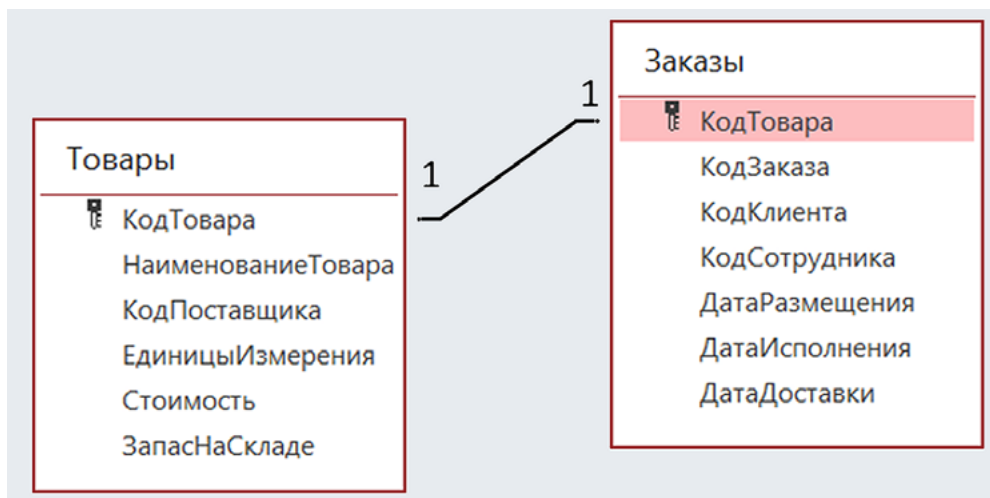 Товары
КодТовара
НаименованиеТовара
КодПоставщика
ЕдиницыИзмерения
Стоимость
ЗапасНаСкладе
1
1
Заказы
КодТовара
КодЗаказа
КодКлиента
КодСотрудника
ДатаРазмещения
ДатаИсполнения
ДатаДоставки